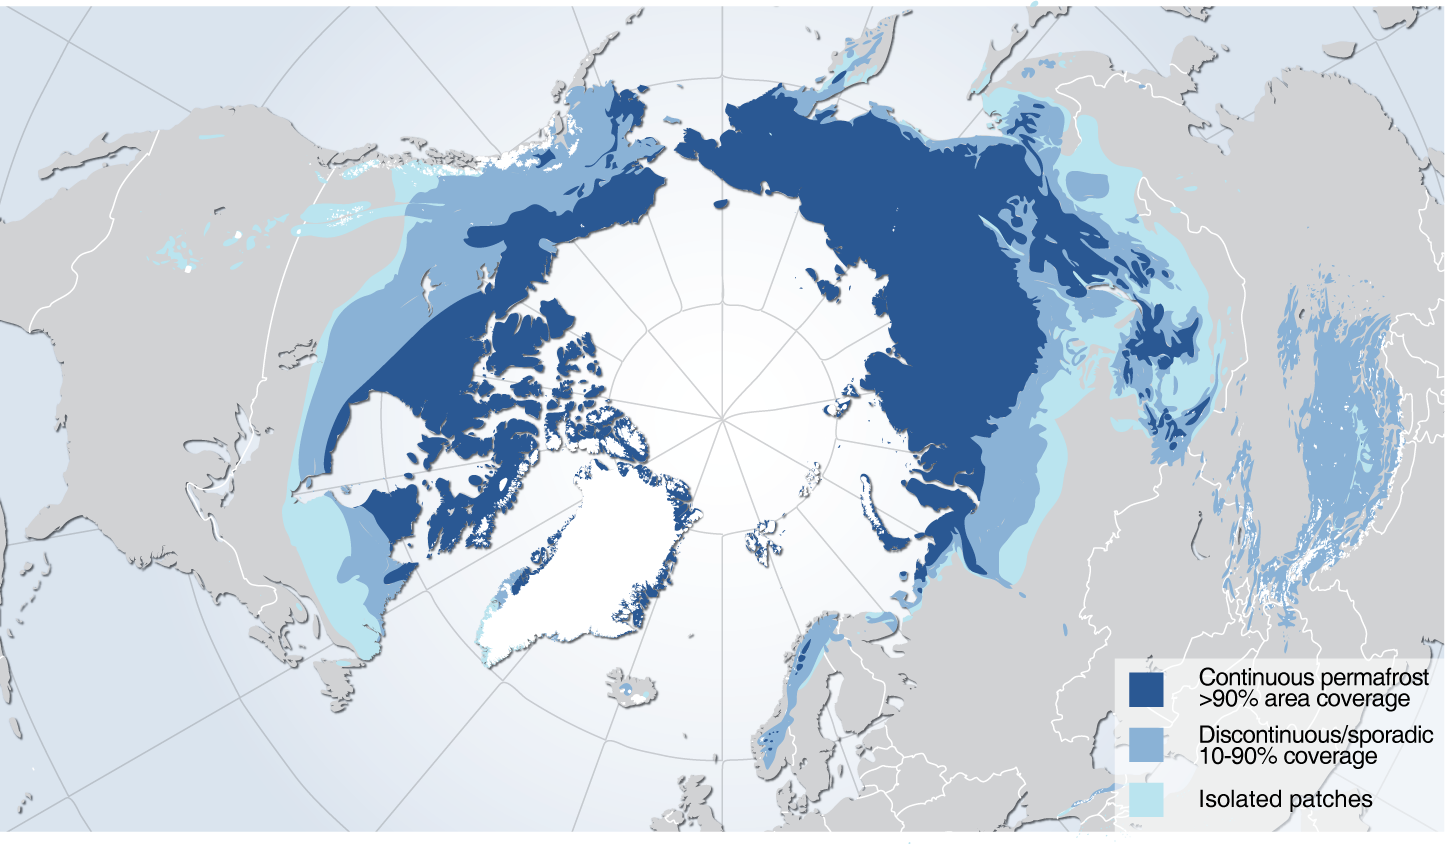 Continuous permafrost
>90% area coverage
Discontinuous/sporadic
10-90% coverage
Isolated patches